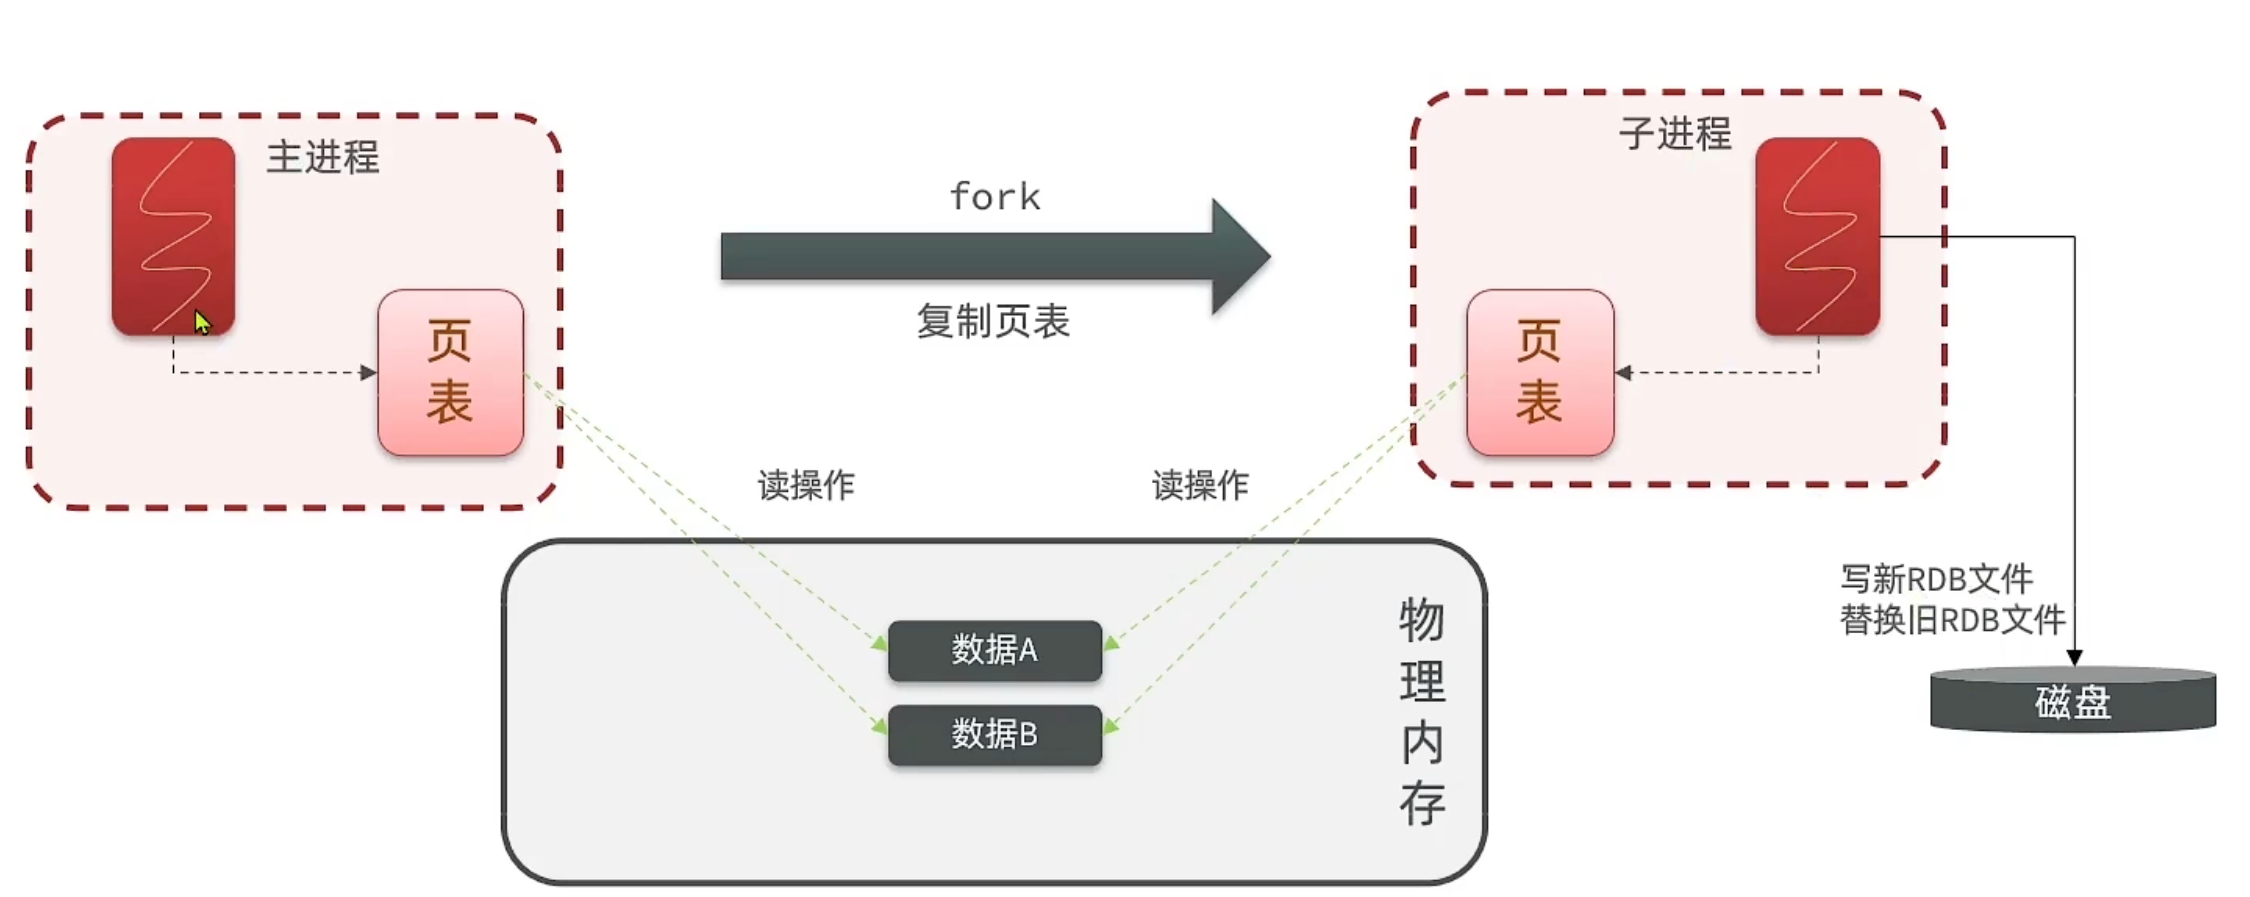 主进程
页表
fork
复制页表
子进程
页表
读操作
读操作
数据A
数据B
物理内存
写新RDB文件
替换旧RDB文件
磁盘